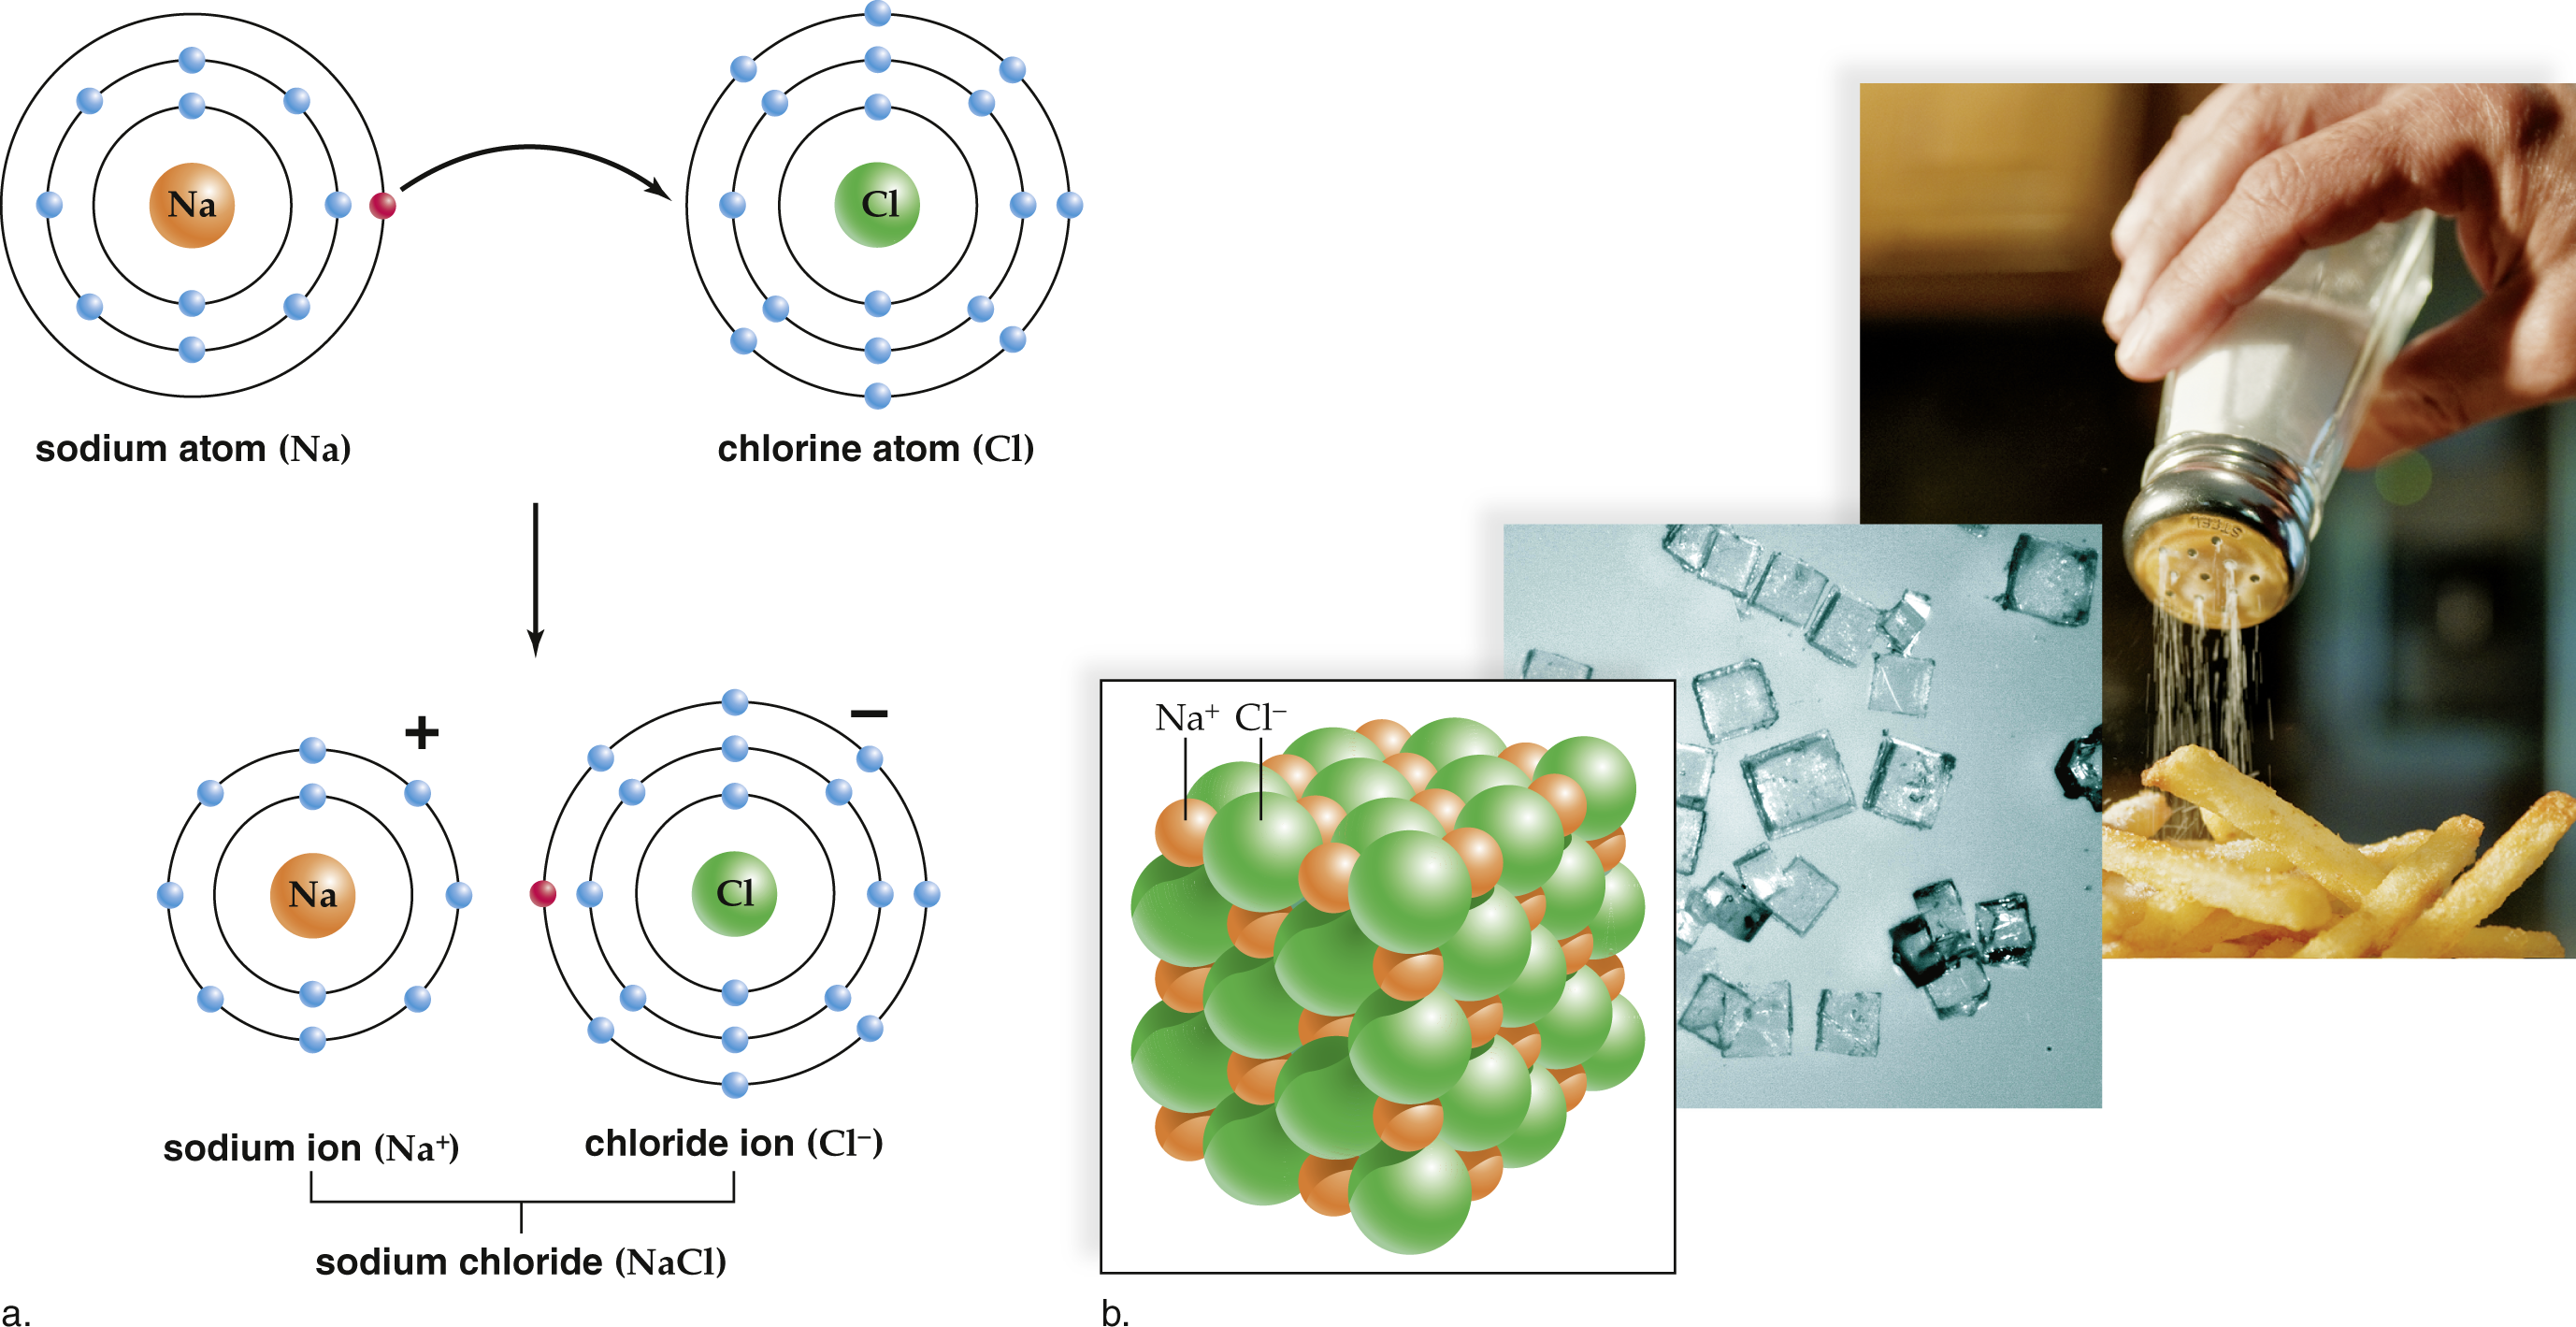 Na
Cl
sodium atom (Na)
chlorine atom (Cl)
+
−
Na
Cl
sodium ion (Na⁺)
chloride ion (Cl⁻)
sodium chloride (NaCl)
a.
Na⁺ Cl⁻
b.